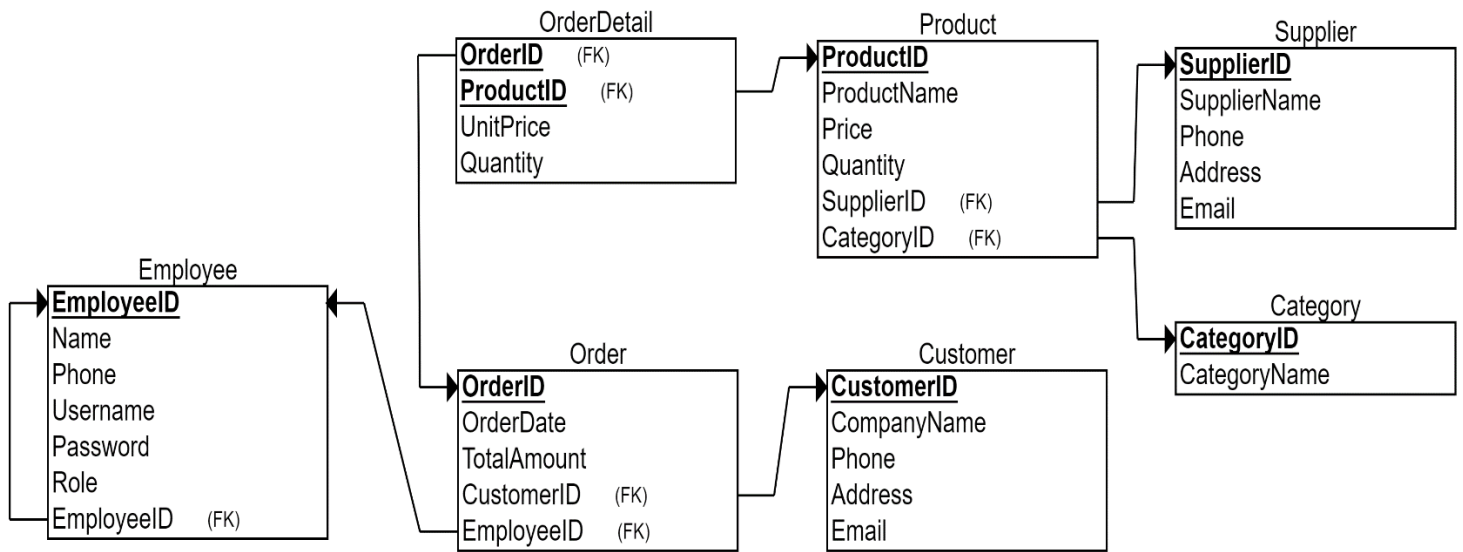 OrderDetail
OrderID (FK)
ProductID (FK)
UnitPrice
Quantity
Product
ProductID
ProductName
Price
Quantity
SupplierID (FK)
CategoryID (FK)
Supplier
SupplierID
SupplierName
Phone
Address
Email
Employee
EmployeeID
Name
Phone
Username
Password
Role
EmployeeID (FK)
Order
OrderID
OrderDate
TotalAmount
CustomerID (FK)
EmployeeID (FK)
Customer
CustomerID
CompanyName
Phone
Address
Email
Category
CategoryID
CategoryName